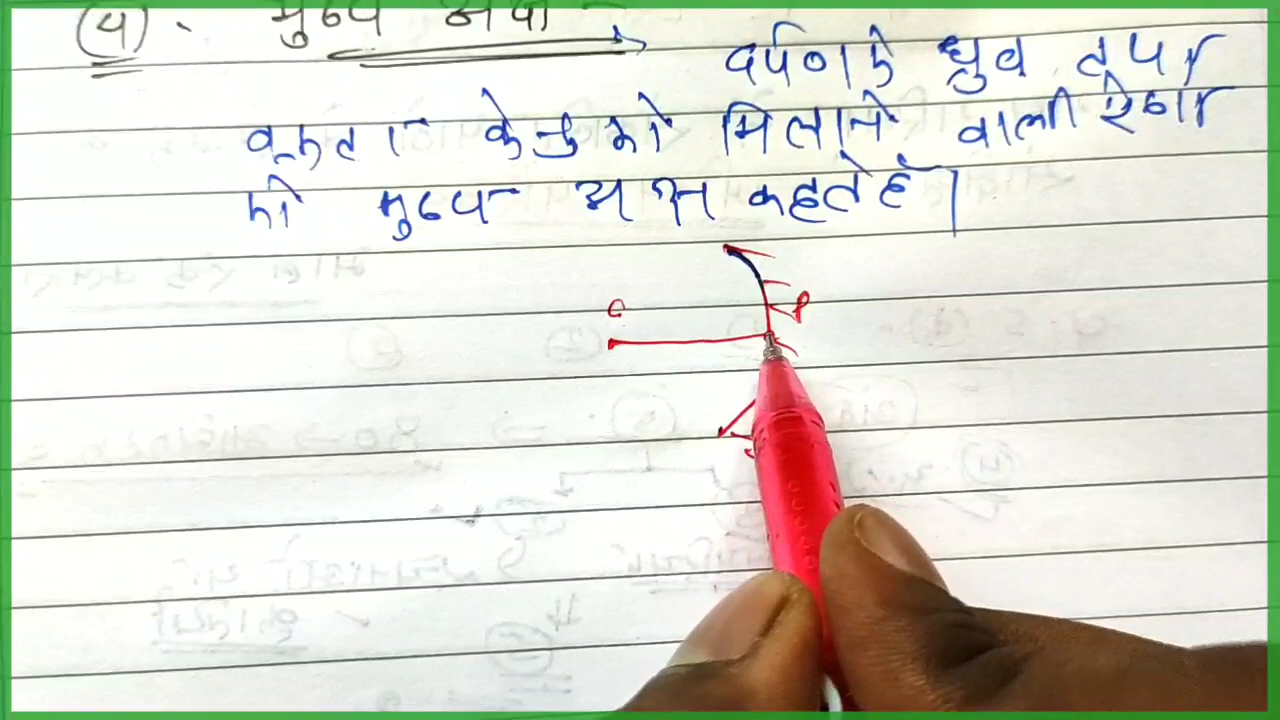 (4). मुख्य अक्ष
दर्पण के ध्रुव तथा
वक्रता केन्द्र को मिलाने वाली रेखा
को मुख्य अक्ष कहते है।
C
P